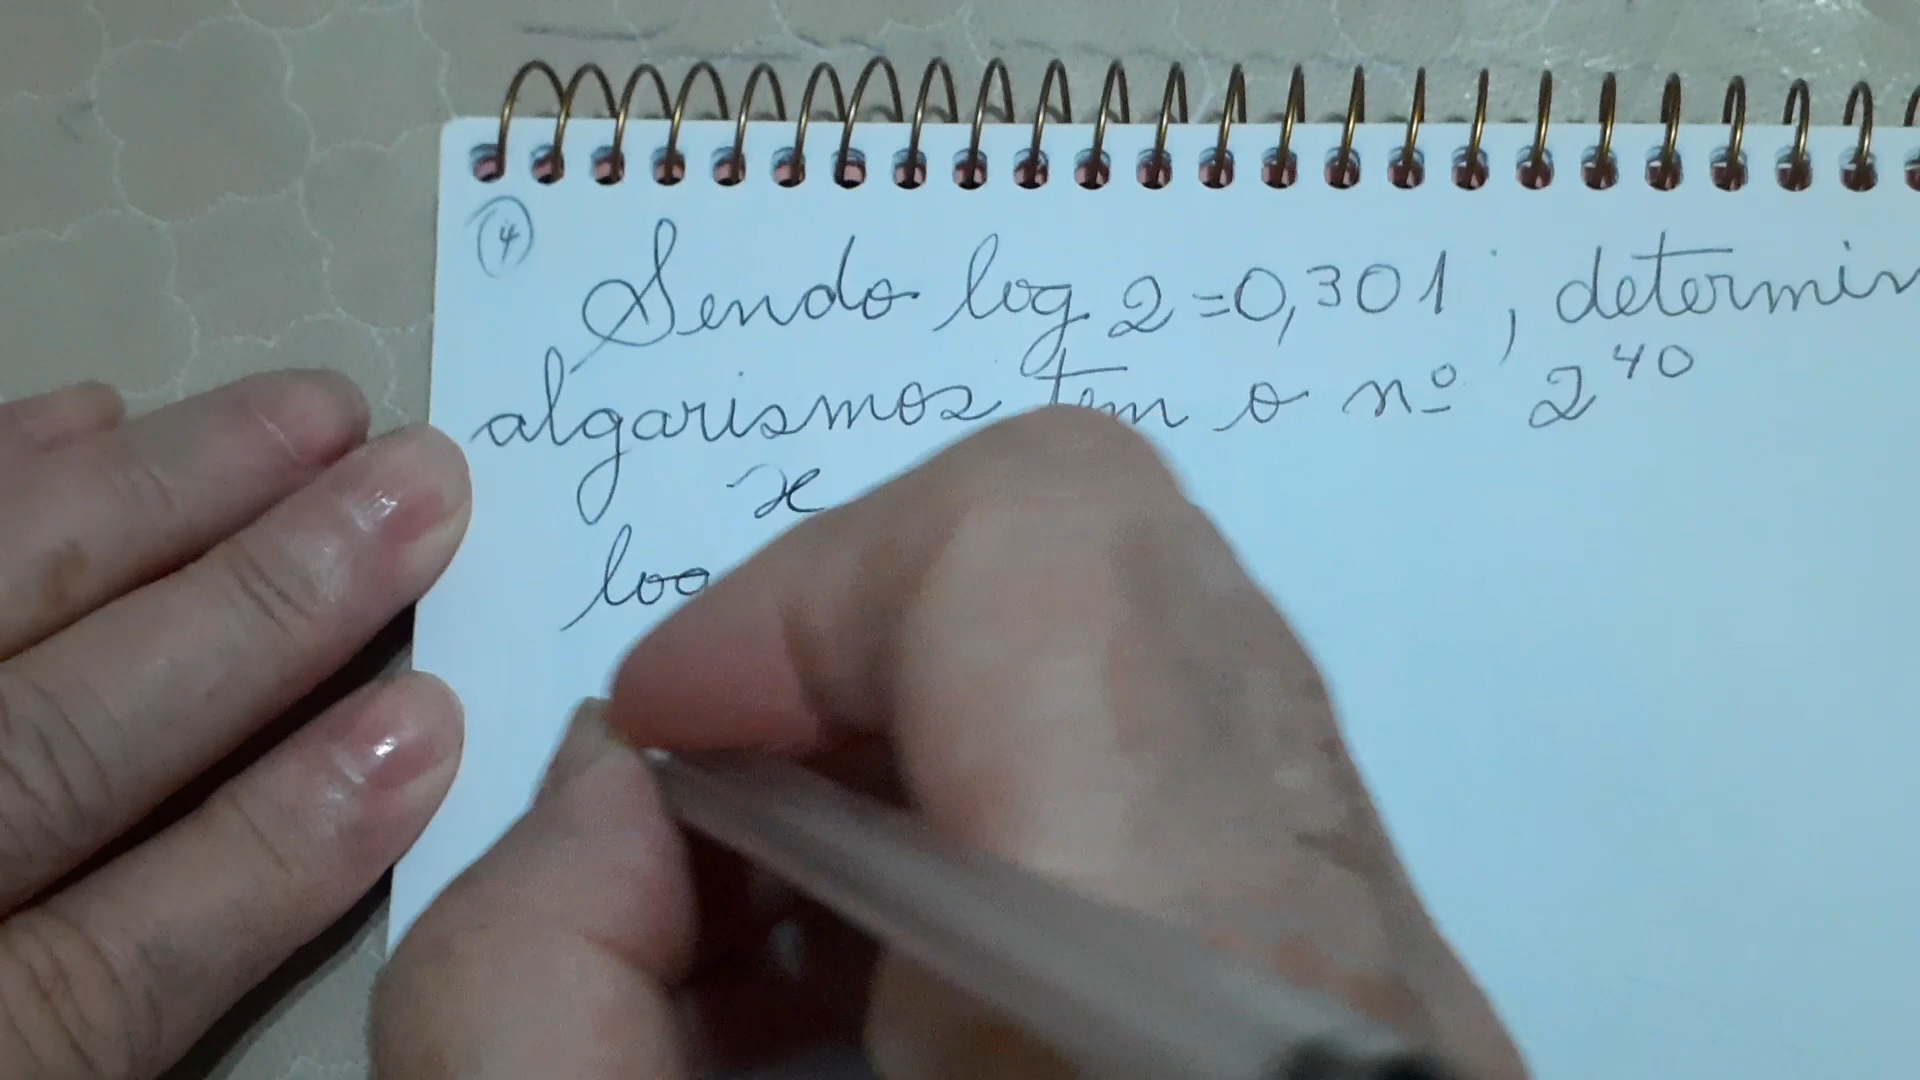 ④ Sendo log 2 = 0,301, determin
algarismos tem o nº 2⁴⁰
x
log